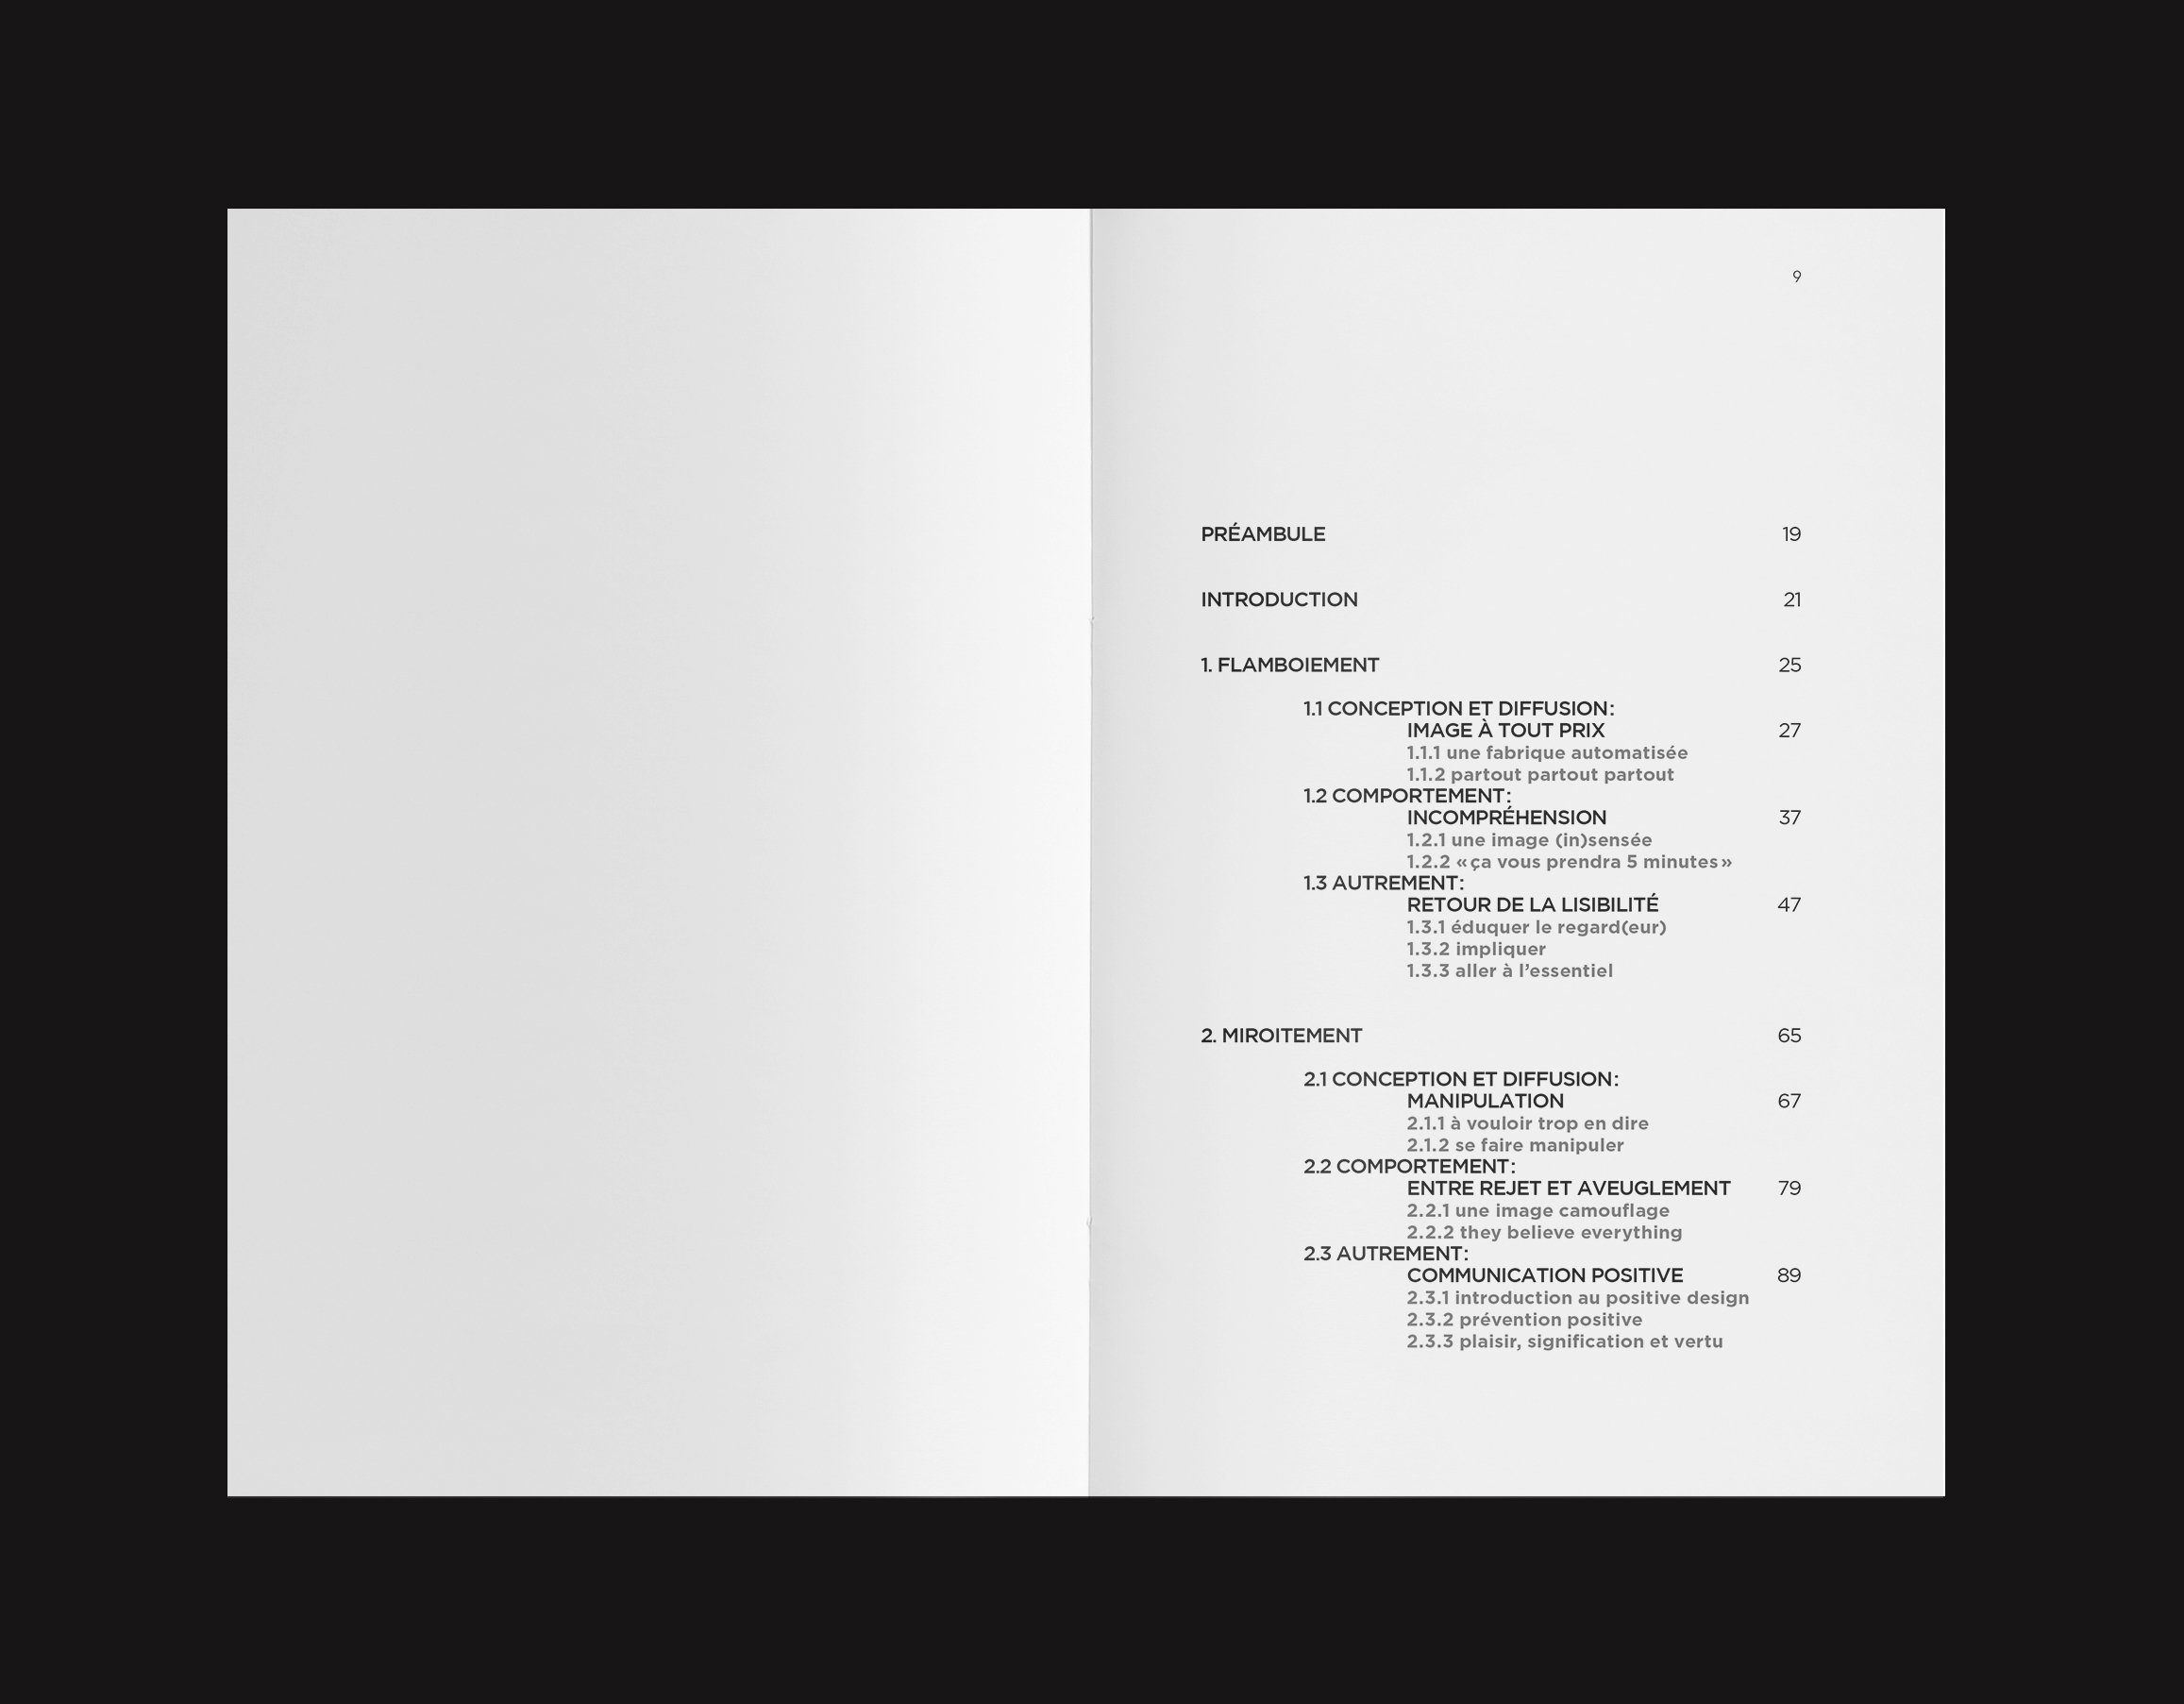 9
PRÉAMBULE 19
INTRODUCTION 21
1. FLAMBOIEMENT 25
1.1 CONCEPTION ET DIFFUSION:
IMAGE À TOUT PRIX 27
1.1.1 une fabrique automatisée
1.1.2 partout partout partout
1.2 COMPORTEMENT:
INCOMPRÉHENSION 37
1.2.1 une image (in)sensée
1.2.2 «ça vous prendra 5 minutes»
1.3 AUTREMENT:
RETOUR DE LA LISIBILITÉ 47
1.3.1 éduquer le regard(eur)
1.3.2 impliquer
1.3.3 aller à l’essentiel
2. MIROITEMENT 65
2.1 CONCEPTION ET DIFFUSION:
MANIPULATION 67
2.1.1 à vouloir trop en dire
2.1.2 se faire manipuler
2.2 COMPORTEMENT:
ENTRE REJET ET AVEUGLEMENT 79
2.2.1 une image camouflage
2.2.2 they believe everything
2.3 AUTREMENT:
COMMUNICATION POSITIVE 89
2.3.1 introduction au positive design
2.3.2 prévention positive
2.3.3 plaisir, signification et vertu